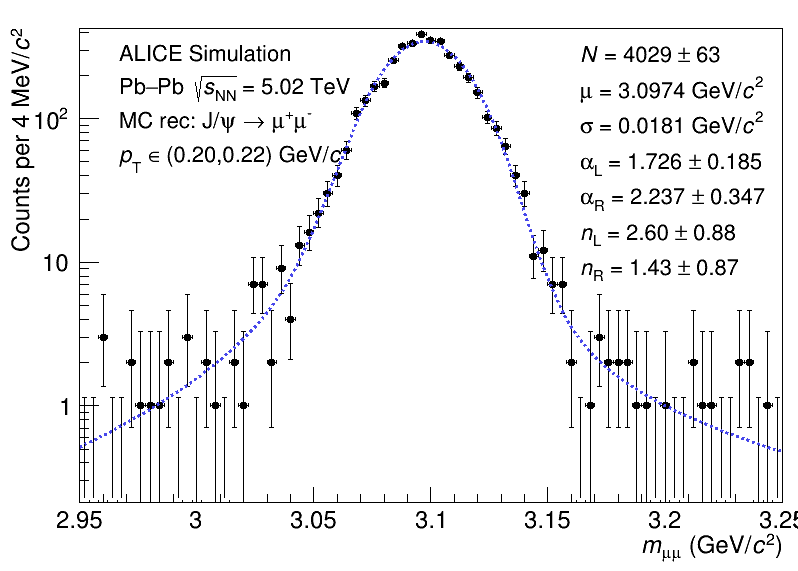 ALICE Simulation
Pb–Pb √sNN = 5.02 TeV
MC rec: J/ψ → μ⁺μ⁻
pT ∈ (0.20,0.22) GeV/c
N = 4029 ± 63
μ = 3.0974 GeV/c²
σ = 0.0181 GeV/c²
αL = 1.726 ± 0.185
αR = 2.237 ± 0.347
nL = 2.60 ± 0.88
nR = 1.43 ± 0.87
Counts per 4 MeV/c²
10²
10
1
2.95 3 3.05 3.1 3.15 3.2 3.25
mμμ (GeV/c²)